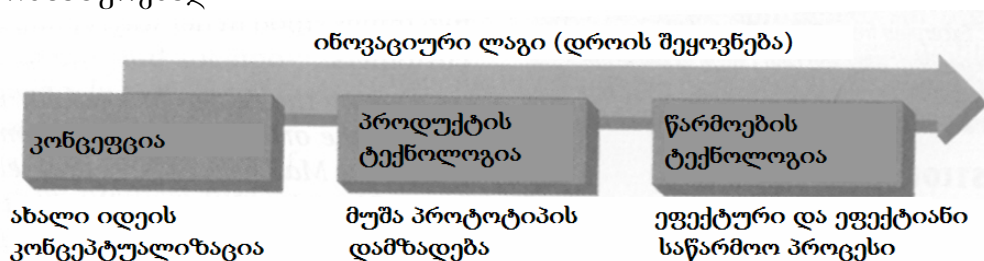 ინოვაციური ლაგი (დროის შეყოვნება)
კონცეფცია
პროდუქტის
ტექნოლოგია
წარმოების
ტექნოლოგია
ახალი იდეის
კონცეპტუალიზაცია
მუშა პროტოტიპის
დამზადება
ეფექტური და ეფექტიანი
საწარმოო პროცესი